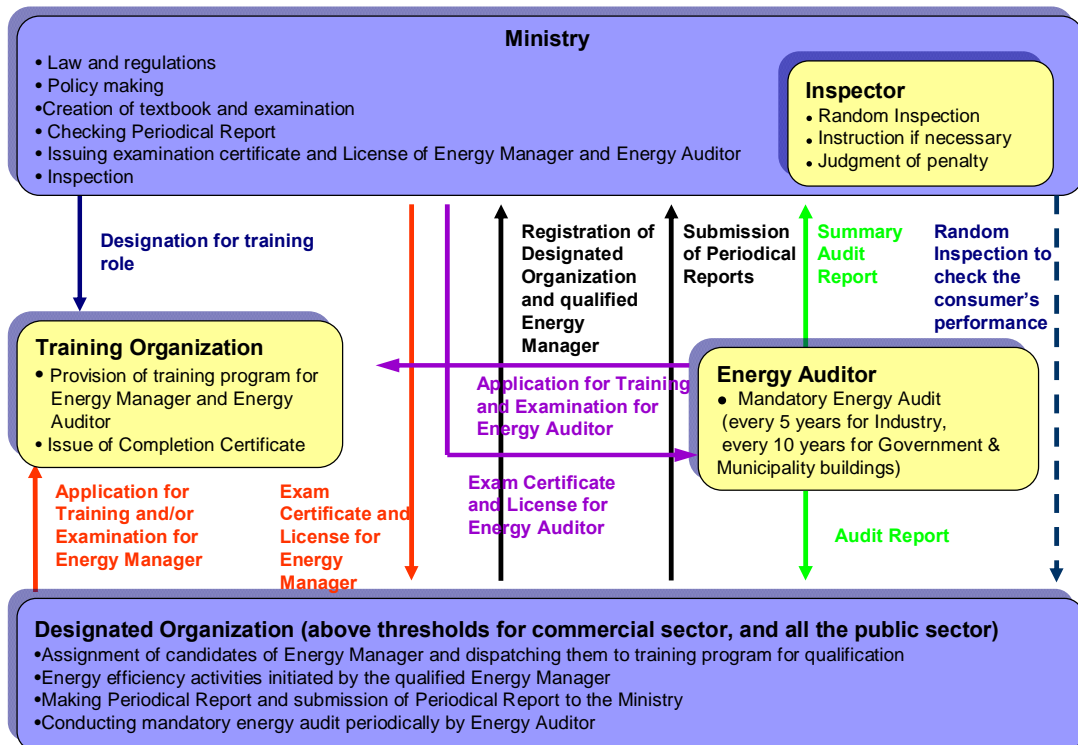 Ministry
• Law and regulations
• Policy making
•Creation of textbook and examination
• Checking Periodical Report
• Issuing examination certificate and License of Energy Manager and Energy Auditor
• Inspection
Inspector
• Random Inspection
• Instruction if necessary
• Judgment of penalty
Designation for training
role
Registration of
Designated
Organization
and qualified
Energy
Manager
Submission
of Periodical
Reports
Summary
Audit
Report
Random
Inspection to
check the
consumer's
performance
Training Organization
• Provision of training program for
Energy Manager and Energy
Auditor
• Issue of Completion Certificate
Application for Training
and Examination for
Energy Auditor
Energy Auditor
● Mandatory Energy Audit
(every 5 years for Industry,
every 10 years for Government &
Municipality buildings)
Application for
Training and/or
Examination for
Energy Manager
Exam
Certificate and
License for
Energy
Manager
Exam Certificate
and License for
Energy Auditor
Audit Report
Designated Organization (above thresholds for commercial sector, and all the public sector)
•Assignment of candidates of Energy Manager and dispatching them to training program for qualification
•Energy efficiency activities initiated by the qualified Energy Manager
•Making Periodical Report and submission of Periodical Report to the Ministry
•Conducting mandatory energy audit periodically by Energy Auditor